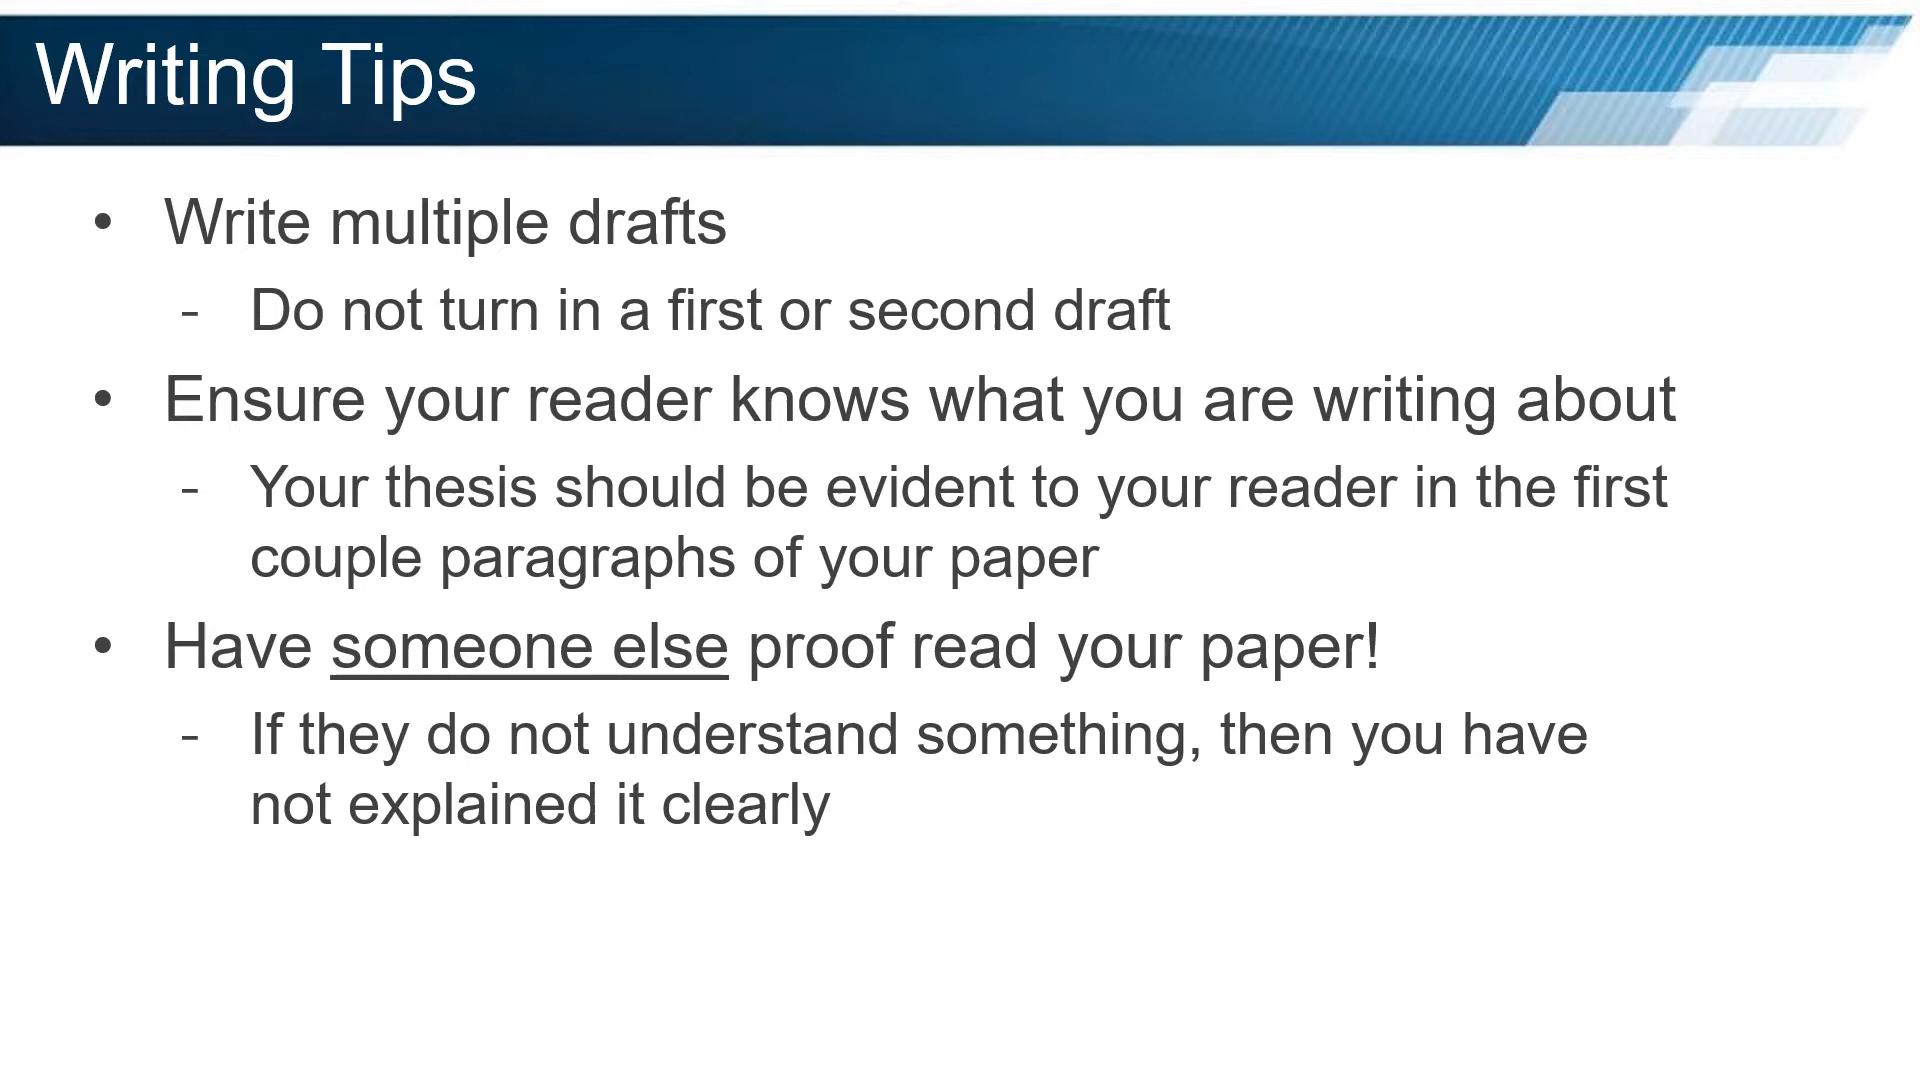 Writing Tips
• Write multiple drafts
- Do not turn in a first or second draft
• Ensure your reader knows what you are writing about
- Your thesis should be evident to your reader in the first
couple paragraphs of your paper
• Have someone else proof read your paper!
- If they do not understand something, then you have
not explained it clearly